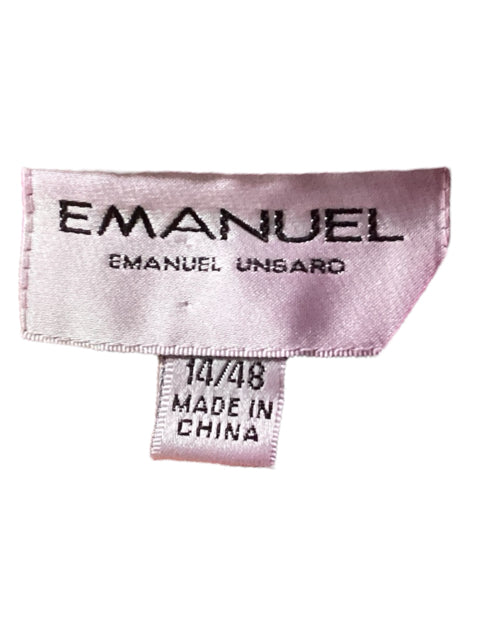 EMANUEL
EMANUEL UNGARO
14/48
MADE IN
CHINA